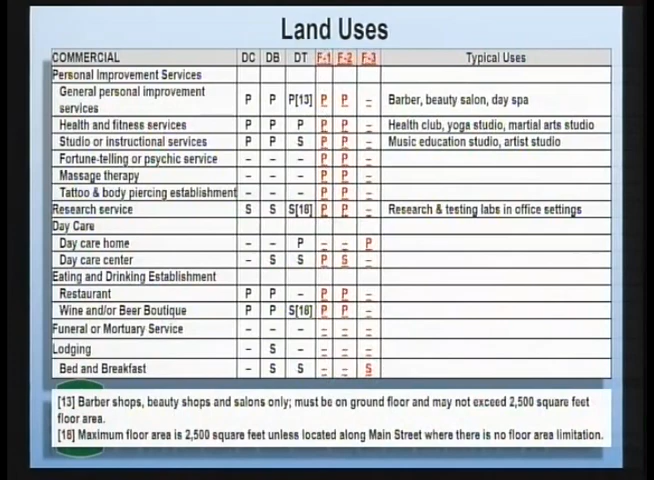 Land Uses
COMMERCIAL DC DB DT F-1 F-2 F-3 Typical Uses
Personal Improvement Services
General personal improvement
services P P P[13] P P – Barber, beauty salon, day spa
Health and fitness services P P P P P – Health club, yoga studio, martial arts studio
Studio or instructional services P P S P P – Music education studio, artist studio
Fortune-telling or psychic service – – – P P –
Massage therapy – – – P P –
Tattoo & body piercing establishment – – – P P –
Research service S S S[18] P P – Research & testing labs in office settings
Day Care
Day care home – – P – – P
Day care center – S S P S –
Eating and Drinking Establishment
Restaurant P P – P P –
Wine and/or Beer Boutique P P S[18] P P –
Funeral or Mortuary Service – – – – – –
Lodging – S – – – –
Bed and Breakfast – S S – – S
[13] Barber shops, beauty shops and salons only; must be on ground floor and may not exceed 2,500 square feet
floor area.
[18] Maximum floor area is 2,500 square feet unless located along Main Street where there is no floor area limitation.